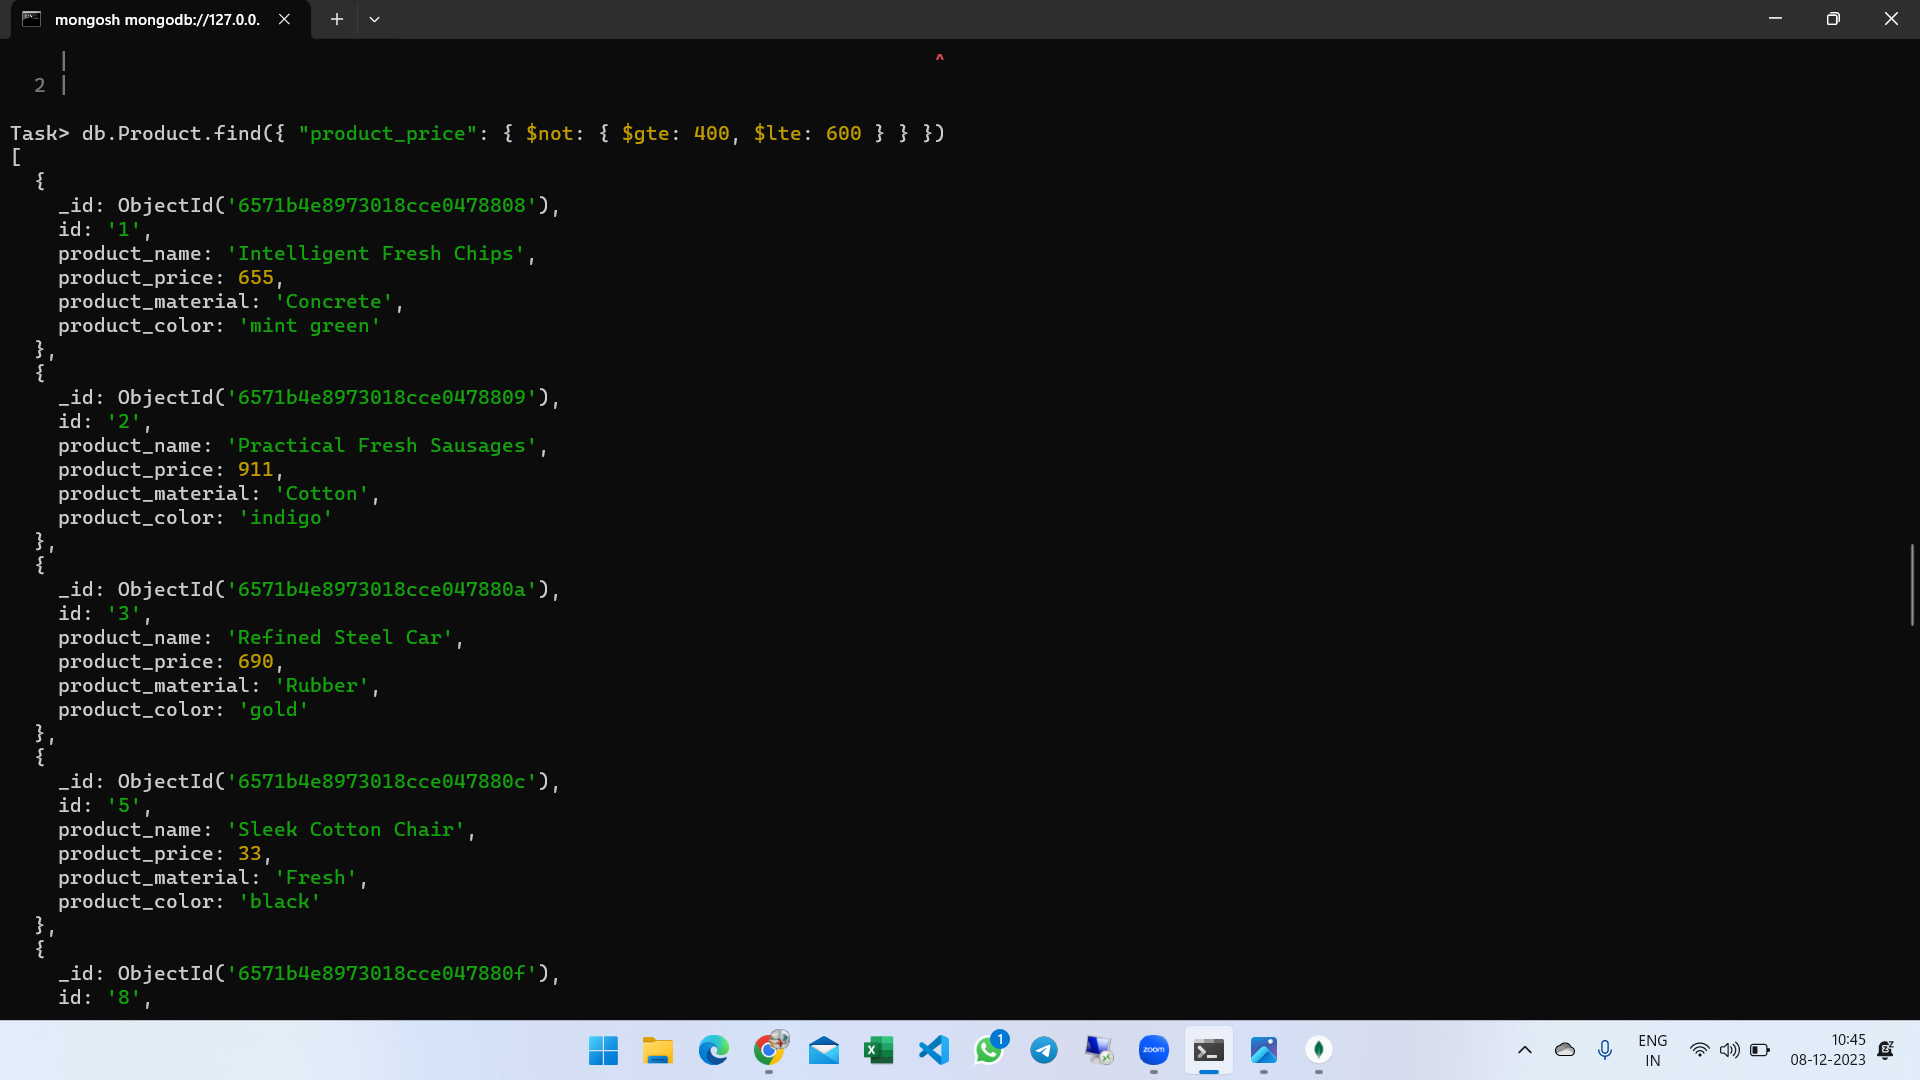 mongosh mongodb://127.0.0.
|
^
2 |
Task> db.Product.find({ "product_price": { $not: { $gte: 400, $lte: 600 } } })
[
{
_id: ObjectId('6571b4e8973018cce0478808'),
id: '1',
product_name: 'Intelligent Fresh Chips',
product_price: 655,
product_material: 'Concrete',
product_color: 'mint green'
},
{
_id: ObjectId('6571b4e8973018cce0478809'),
id: '2',
product_name: 'Practical Fresh Sausages',
product_price: 911,
product_material: 'Cotton',
product_color: 'indigo'
},
{
_id: ObjectId('6571b4e8973018cce047880a'),
id: '3',
product_name: 'Refined Steel Car',
product_price: 690,
product_material: 'Rubber',
product_color: 'gold'
},
{
_id: ObjectId('6571b4e8973018cce047880c'),
id: '5',
product_name: 'Sleek Cotton Chair',
product_price: 33,
product_material: 'Fresh',
product_color: 'black'
},
{
_id: ObjectId('6571b4e8973018cce047880f'),
id: '8',
1
zoom
ENG
IN
10:45
08-12-2023